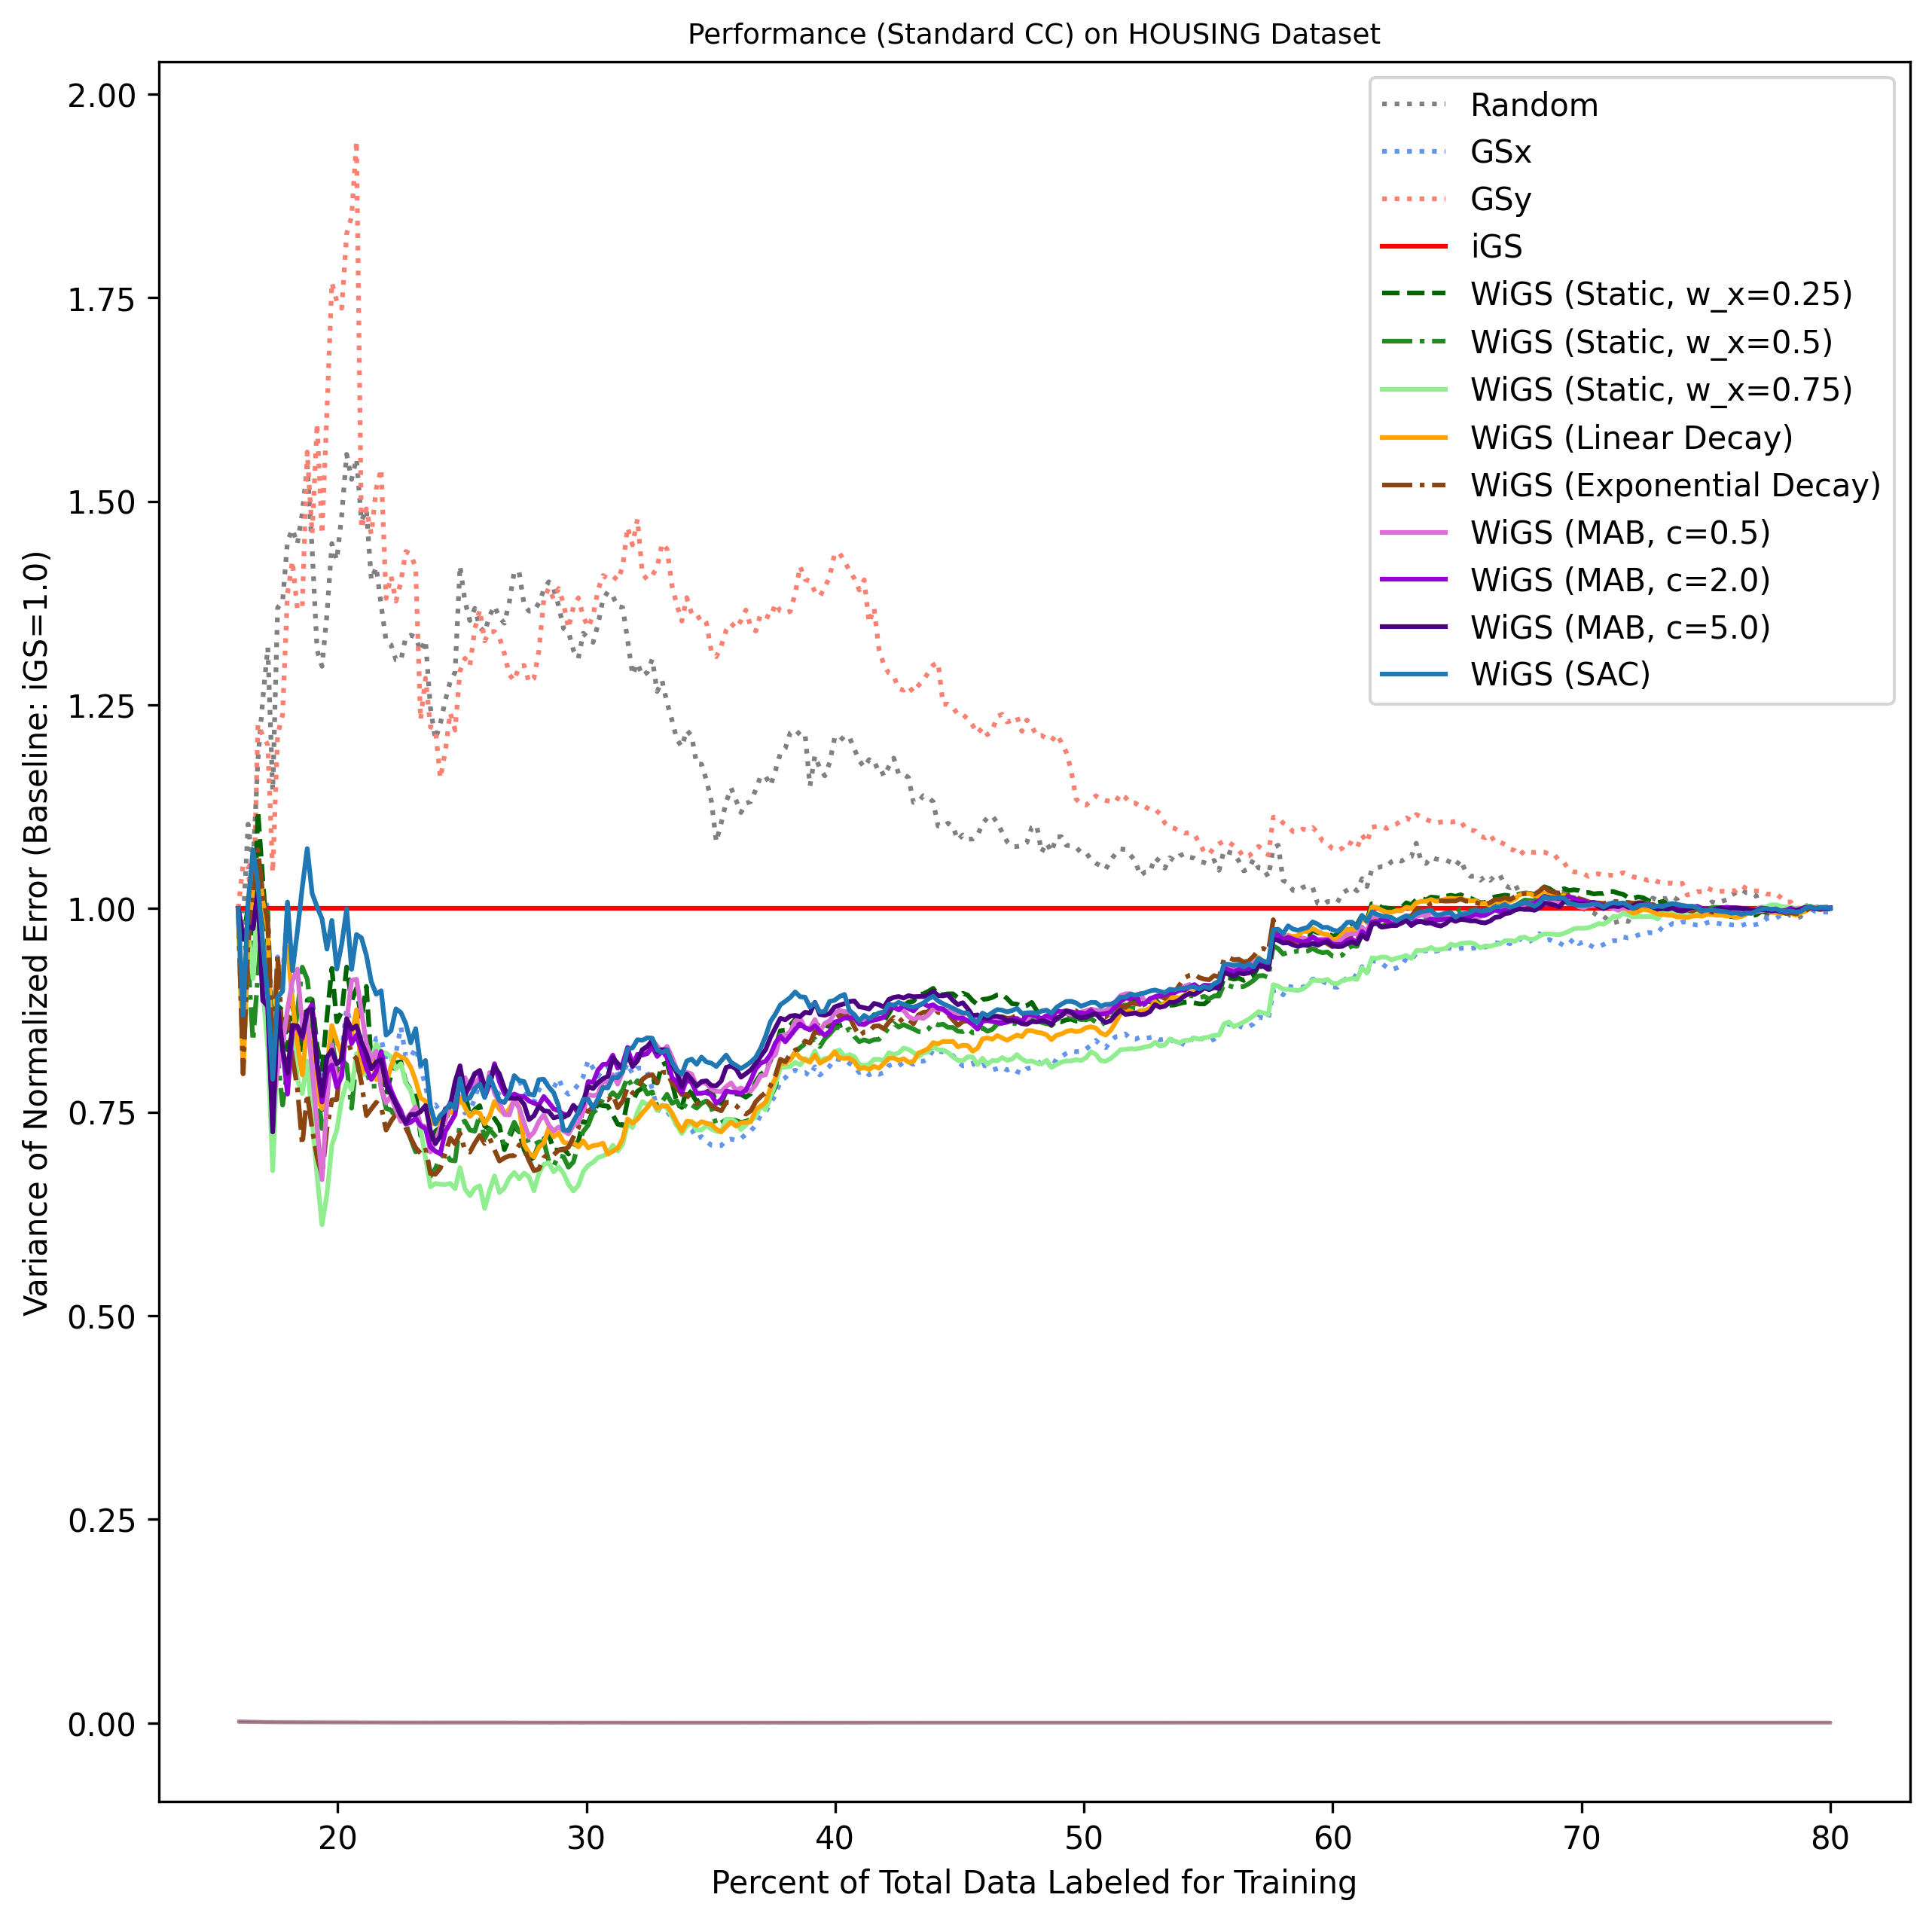 Performance (Standard CC) on HOUSING Dataset
Variance of Normalized Error (Baseline: iGS=1.0)
2.00
1.75
1.50
1.25
1.00
0.75
0.50
0.25
0.00
Random
GSx
GSy
iGS
WiGS (Static, w_x=0.25)
WiGS (Static, w_x=0.5)
WiGS (Static, w_x=0.75)
WiGS (Linear Decay)
WiGS (Exponential Decay)
WiGS (MAB, c=0.5)
WiGS (MAB, c=2.0)
WiGS (MAB, c=5.0)
WiGS (SAC)
20 30 40 50 60 70 80
Percent of Total Data Labeled for Training